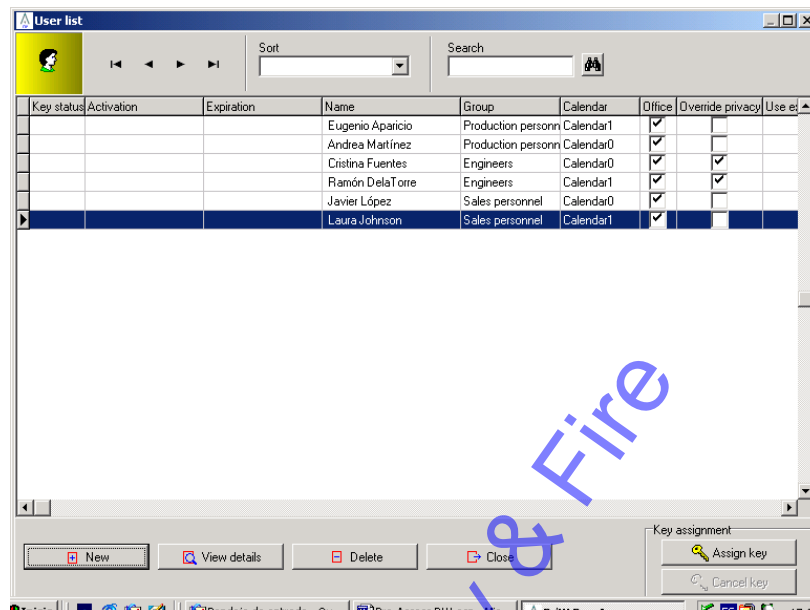 User list
Sort
Search
Key status Activation Expiration Name Group Calendar Office Override privacy Use
Eugenio Aparicio Production personn Calendar1
Andrea Martínez Production personn Calendar0
Cristina Fuentes Engineers Calendar0
Ramón DelaTorre Engineers Calendar1
Javier López Sales personnel Calendar0
Laura Johnson Sales personnel Calendar1
& Fire
Key assignment
New View details Delete Close Assign key
Cancel key